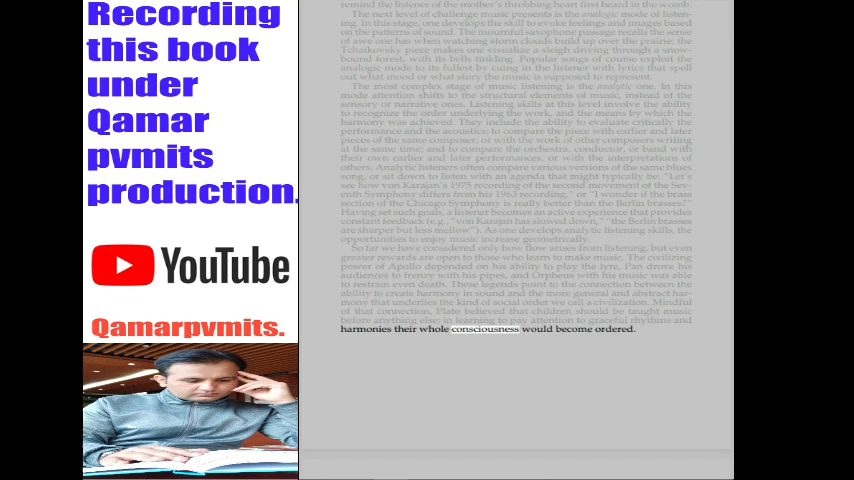 Recording
this book
under
Qamar
pvmits
production.
YouTube
Qamarpvmits.
remind the listener of the mother's throbbing heart first heard in the womb.
The next level of challenge music presents is the analogic mode of listen-
ing. In this stage, one develops the skill to evoke feelings and images based
on the patterns of sound. The mournful saxophone passage recalls the sense
of awe one has when watching storm clouds build up over the prairie; the
Tchaikovsky piece makes one visualize a sleigh driving through a snow-
bound forest, with its bells tinkling. Popular songs of course exploit the
analogic mode to its fullest by cuing in the listener with lyrics that spell
out what mood or what story the music is supposed to represent.
The most complex stage of music listening is the analytic one. In this
mode attention shifts to the structural elements of music, instead of the
sensory or narrative ones. Listening skills at this level involve the ability
to recognize the order underlying the work, and the means by which the
harmony was achieved. They include the ability to evaluate critically the
performance and the acoustics; to compare the piece with earlier and later
pieces of the same composer, or with the work of other composers writing
at the same time; and to compare the orchestra, conductor, or band with
their own earlier and later performances, or with the interpretations of
others. Analytic listeners often compare various versions of the same blues
song, or sit down to listen with an agenda that might typically be: "Let's
see how von Karajan's 1975 recording of the second movement of the Sev-
enth Symphony differs from his 1963 recording," or "I wonder if the brass
section of the Chicago Symphony is really better than the Berlin brasses?"
Having set such goals, a listener becomes an active experience that provides
constant feedback (e.g., "von Karajan has slowed down," "the Berlin brasses
are sharper but less mellow"). As one develops analytic listening skills, the
opportunities to enjoy music increase geometrically.
So far we have considered only how flow arises from listening, but even
greater rewards are open to those who learn to make music. The civilizing
power of Apollo depended on his ability to play the lyre, Pan drove his
audiences to frenzy with his pipes, and Orpheus with his music was able
to restrain even death. These legends point to the connection between the
ability to create harmony in sound and the more general and abstract har-
mony that underlies the kind of social order we call a civilization. Mindful
of that connection, Plato believed that children should be taught music
before anything else; in learning to pay attention to graceful rhythms and
harmonies their whole consciousness would become ordered.